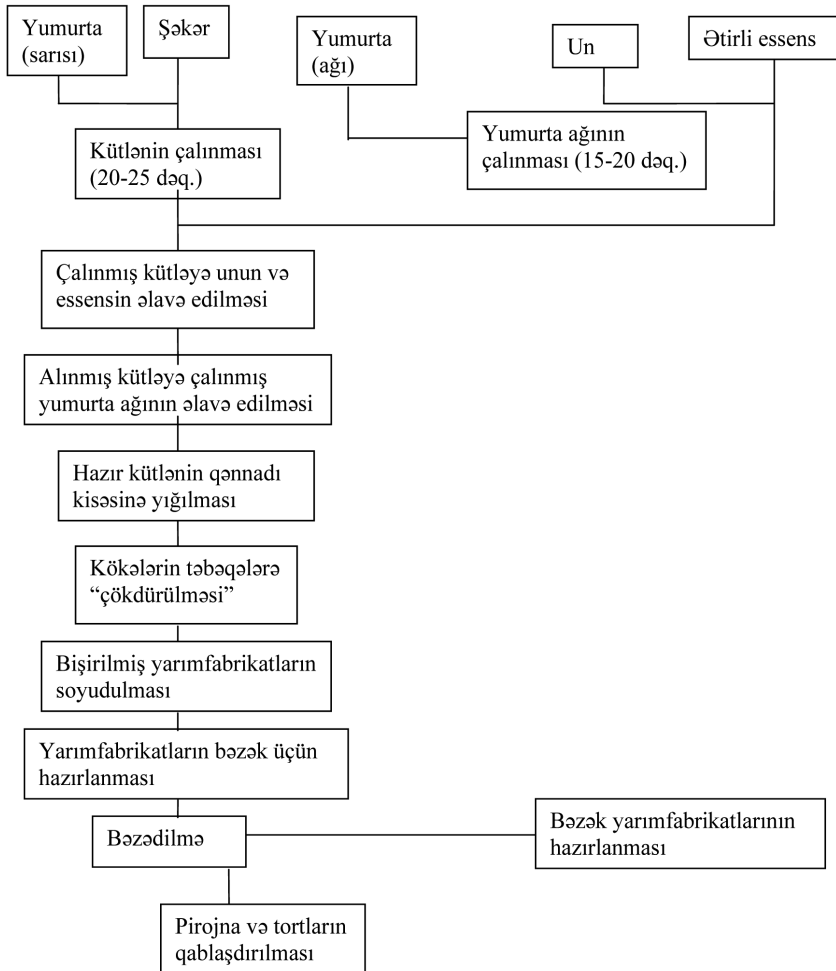 Yumurta
(sarısı)
Şəkər
Yumurta
(ağı)
Un
Ətirli essens
Kütlənin çalınması
(20-25 dəq.)
Yumurta ağının
çalınması (15-20 dəq.)
Çalınmış kütləyə unun və
essensin əlavə edilməsi
Alınmış kütləyə çalınmış
yumurta ağının əlavə edilməsi
Hazır kütlənin qənnadı
kisəsinə yığılması
Kökələrin təbəqələrə
“çökdürülməsi”
Bişirilmiş yarımfabrikatların
soyudulması
Yarımfabrikatların bəzək üçün
hazırlanması
Bəzədilmə
Bəzək yarımfabrikatlarının
hazırlanması
Pirojna və tortların
qablaşdırılması